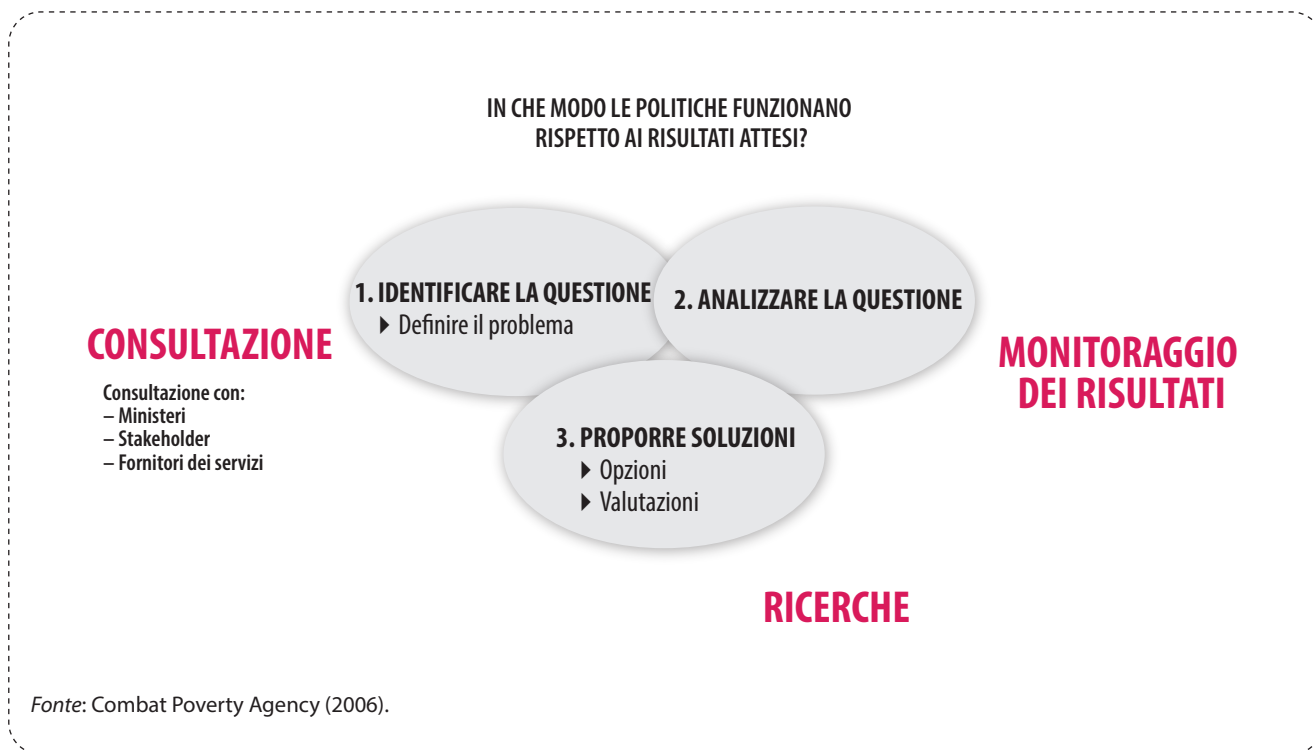 IN CHE MODO LE POLITICHE FUNZIONANO
RISPETTO AI RISULTATI ATTESI?
1. IDENTIFICARE LA QUESTIONE
▶ Definire il problema
2. ANALIZZARE LA QUESTIONE
CONSULTAZIONE
Consultazione con:
– Ministeri
– Stakeholder
– Fornitori dei servizi
MONITORAGGIO
DEI RISULTATI
3. PROPORRE SOLUZIONI
▶ Opzioni
▶ Valutazioni
RICERCHE
Fonte: Combat Poverty Agency (2006).